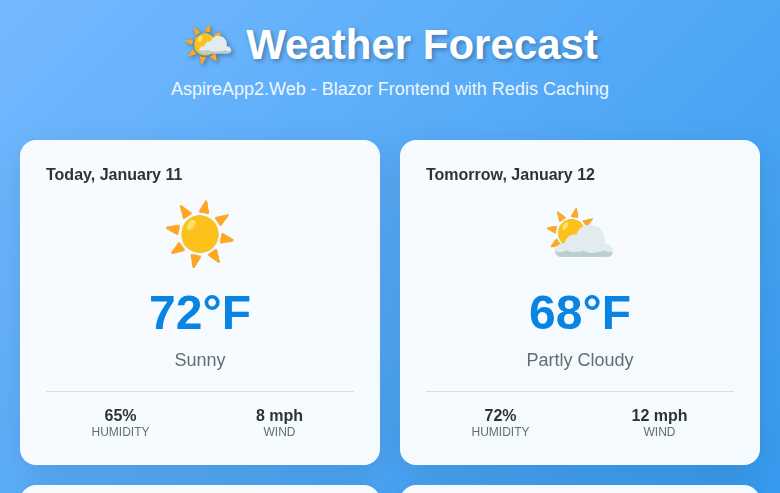 Weather Forecast
AspireApp2.Web - Blazor Frontend with Redis Caching
Today, January 11
72°F
Sunny
65%
HUMIDITY
8 mph
WIND
Tomorrow, January 12
68°F
Partly Cloudy
72%
HUMIDITY
12 mph
WIND